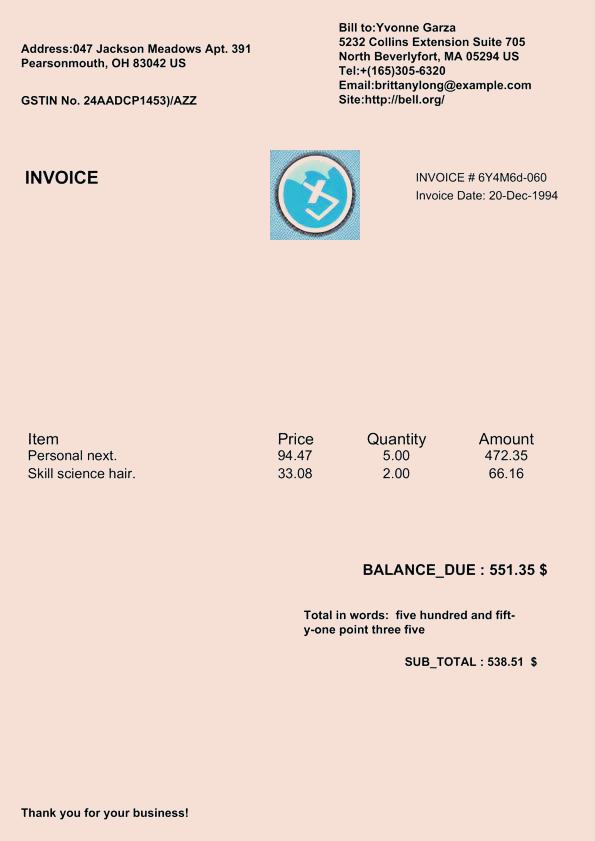 Address:047 Jackson Meadows Apt. 391
Pearsonmouth, OH 83042 US
GSTIN No. 24AADCP1453)/AZZ
Bill to:Yvonne Garza
5232 Collins Extension Suite 705
North Beverlyfort, MA 05294 US
Tel:+(165)305-6320
Email:brittanylong@example.com
Site:http://bell.org/
INVOICE
INVOICE # 6Y4M6d-060
Invoice Date: 20-Dec-1994
Item Price Quantity Amount
Personal next. 94.47 5.00 472.35
Skill science hair. 33.08 2.00 66.16
BALANCE_DUE : 551.35 $
Total in words:  five hundred and fift-
y-one point three five
SUB_TOTAL : 538.51  $
Thank you for your business!